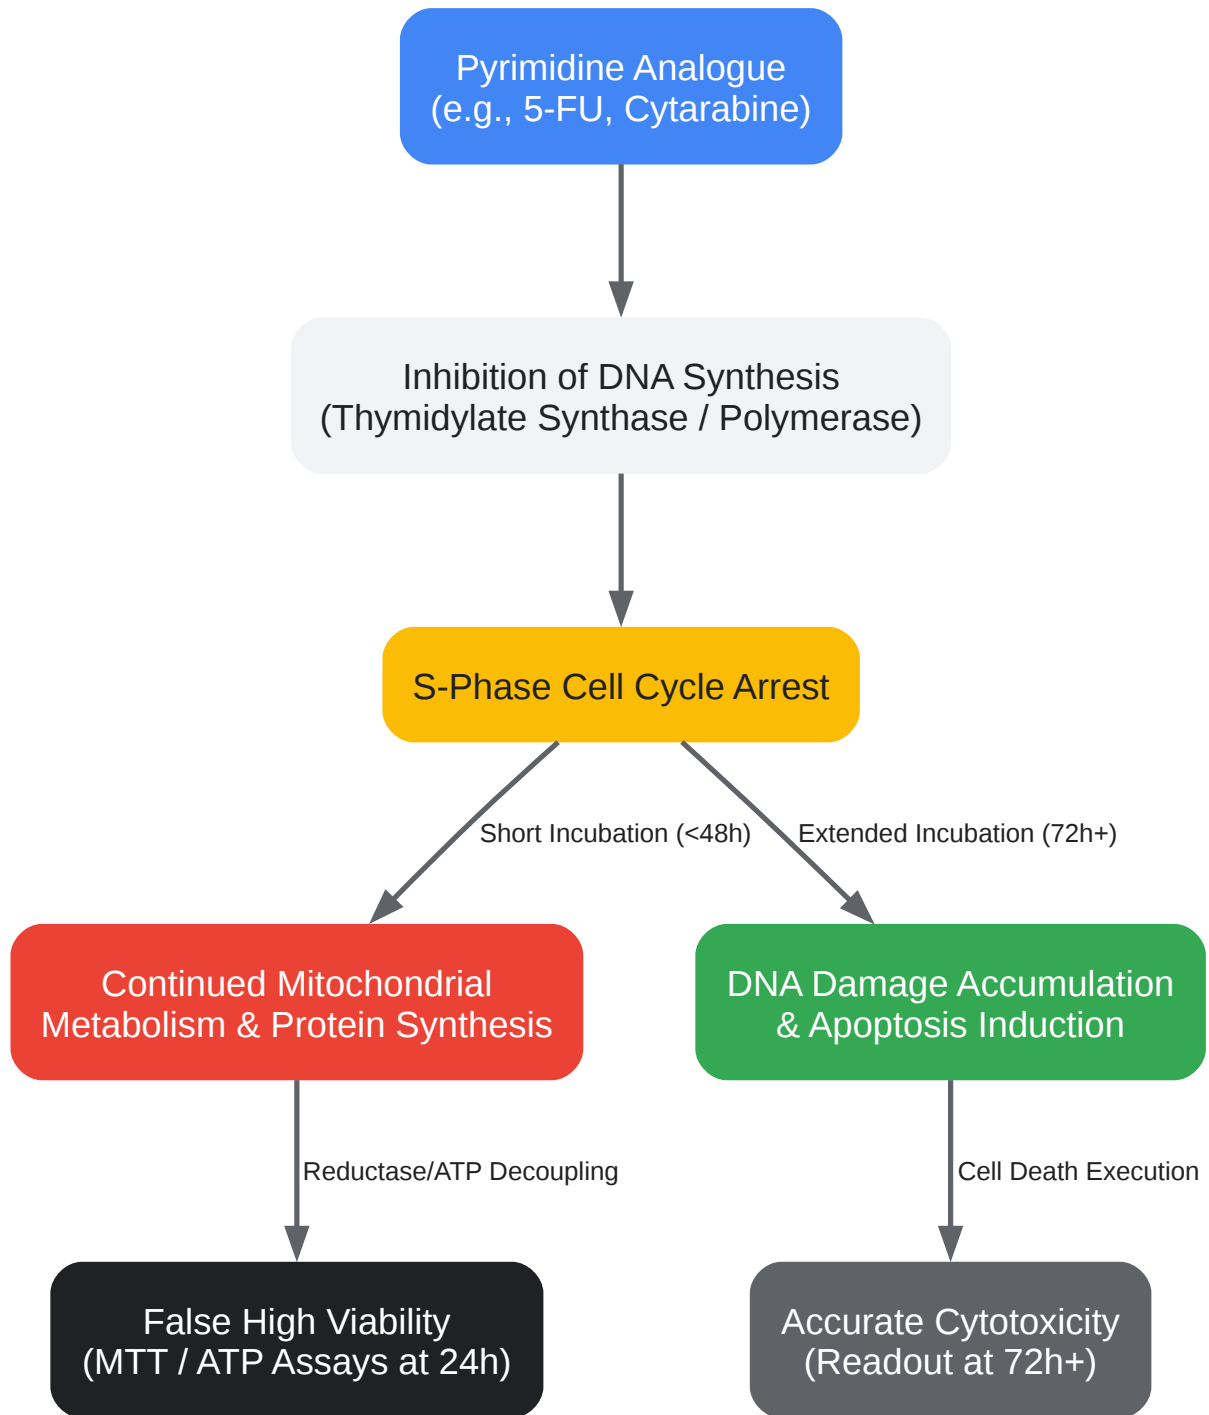 Pyrimidine Analogue
(e.g., 5-FU, Cytarabine)
Inhibition of DNA Synthesis
(Thymidylate Synthase / Polymerase)
S-Phase Cell Cycle Arrest
Short Incubation (<48h)
Extended Incubation (72h+)
Continued Mitochondrial
Metabolism & Protein Synthesis
DNA Damage Accumulation
& Apoptosis Induction
Reductase/ATP Decoupling
Cell Death Execution
False High Viability
(MTT / ATP Assays at 24h)
Accurate Cytotoxicity
(Readout at 72h+)